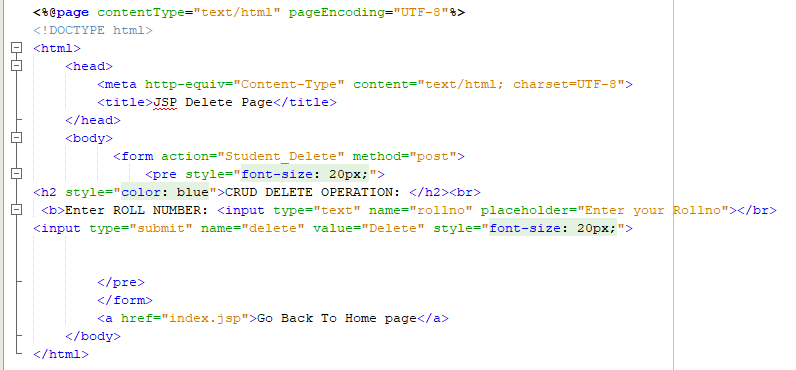 <%@page contentType="text/html" pageEncoding="UTF-8"%>
<!DOCTYPE html>
<html>
    <head>
        <meta http-equiv="Content-Type" content="text/html; charset=UTF-8">
        <title>JSP Delete Page</title>
    </head>
    <body>
          <form action="Student_Delete" method="post">
              <pre style="font-size: 20px;">
<h2 style="color: blue">CRUD DELETE OPERATION: </h2><br>
 <b>Enter ROLL NUMBER: <input type="text" name="rollno" placeholder="Enter your Rollno"></br>
<input type="submit" name="delete" value="Delete" style="font-size: 20px;">
        </pre>
        </form>
        <a href="index.jsp">Go Back To Home page</a>
    </body>
</html>